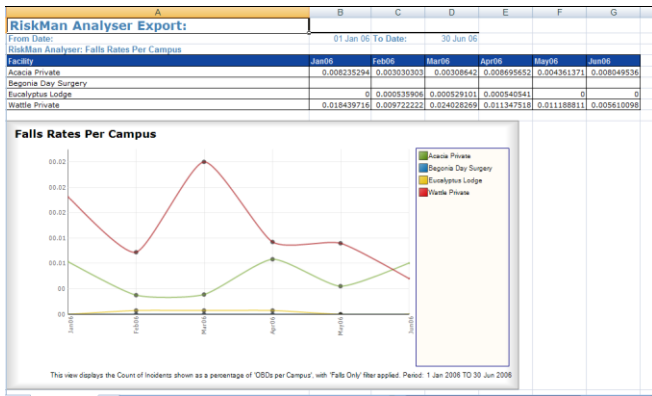 A B C D E F G
RiskMan Analyser Export:
From Date: 01 Jan 06 To Date: 30 Jun 06
RiskMan Analyser: Falls Rates Per Campus
Facility Jan06 Feb06 Mar06 Apr06 May06 Jun06
Acacia Private 0.008235294 0.003030303 0.00308642 0.008695652 0.004361371 0.008049536
Begonia Day Surgery
Eucalyptus Lodge 0 0.000535906 0.000529101 0.000540541 0 0
Wattle Private 0.018439716 0.009722222 0.024028269 0.011347518 0.011188811 0.005610098
Falls Rates Per Campus
00.02
00.02
00.02
00.01
00.01
00
00
Jan06 Feb06 Mar06 Apr06 May06 Jun06
Acacia Private
Begonia Day Surgery
Eucalyptus Lodge
Wattle Private
This view displays the Count of Incidents shown as a percentage of 'OBDs per Campus', with 'Falls Only' filter applied. Period: 1 Jan 2006 TO 30 Jun 2006